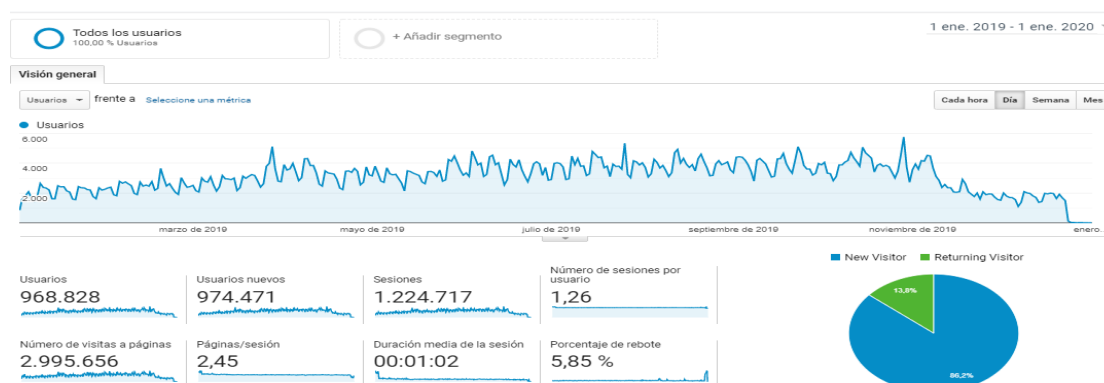 Todos los usuarios
100,00 % Usuarios
+ Añadir segmento
1 ene. 2019 - 1 ene. 2020
Visión general
Usuarios frente a Seleccione una métrica
Cada hora Día Semana Mes
Usuarios
6.000
4.000
2.000
marzo de 2019 mayo de 2019 julio de 2019 septiembre de 2019 noviembre de 2019 enero...
New Visitor Returning Visitor
Usuarios
968.828
Usuarios nuevos
974.471
Sesiones
1.224.717
Número de sesiones por
usuario
1,26
Número de visitas a páginas
2.995.656
Páginas/sesión
2,45
Duración media de la sesión
00:01:02
Porcentaje de rebote
5,85 %
13,8%
86,2%